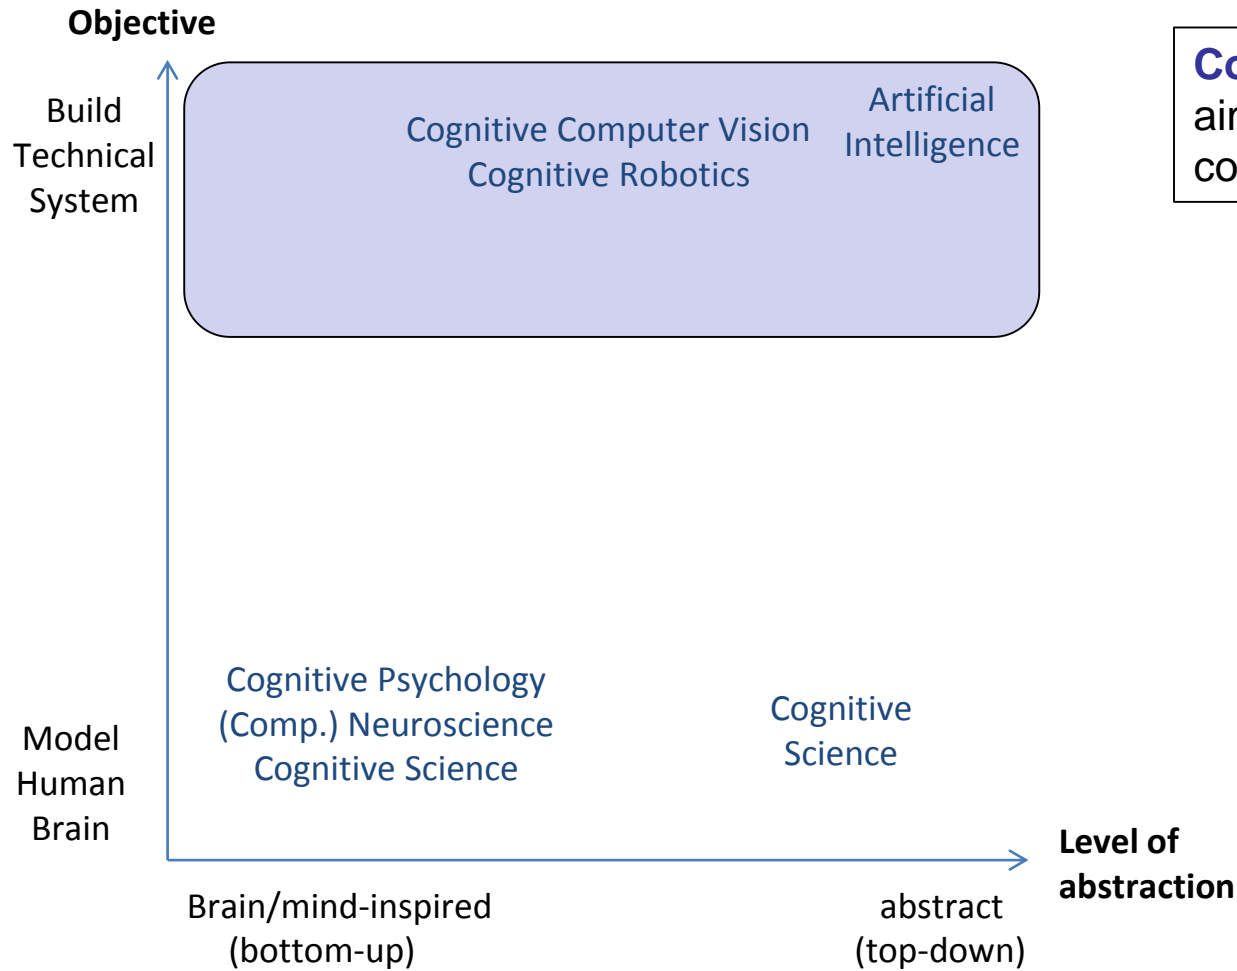 Objective
Build
Technical
System
Cognitive Computer Vision
Cognitive Robotics
Artificial
Intelligence
Cognitive Psychology
(Comp.) Neuroscience
Cognitive Science
Cognitive
Science
Model
Human
Brain
Level of
abstraction
Brain/mind-inspired
(bottom-up)
abstract
(top-down)